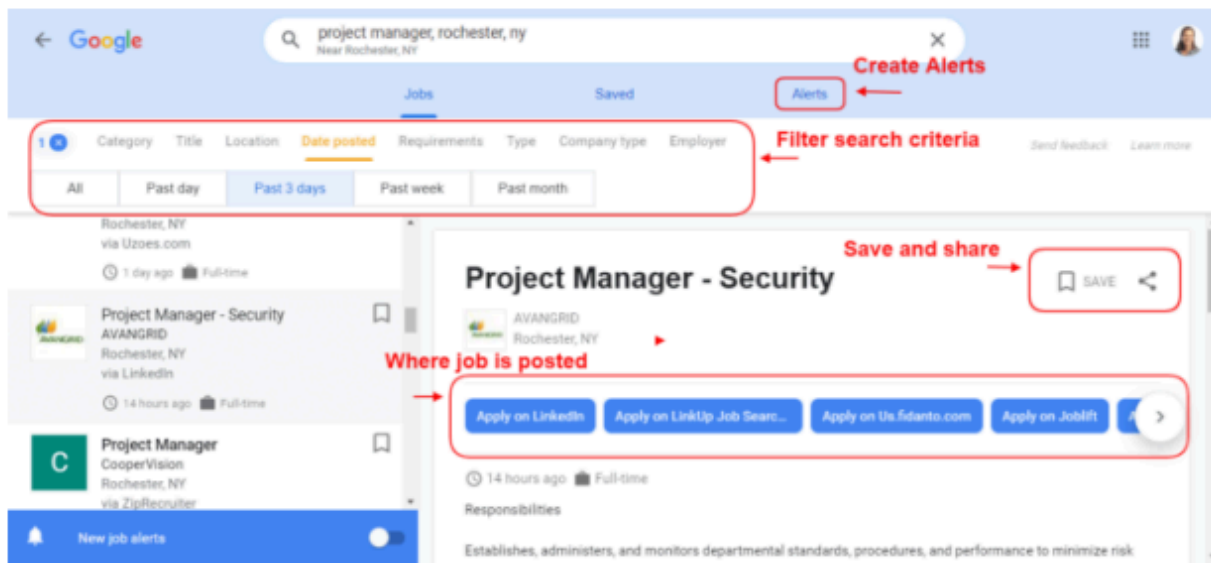 Google
project manager, rochester, ny
Near Rochester, NY
Create Alerts
Jobs Saved Alerts
1 Category Title Location Date posted Requirements Type Company type Employer
Filter search criteria
Send feedback Learn more
All Past day Past 3 days Past week Past month
Rochester, NY
via Uzoes.com
1 day ago Full-time
Save and share
Project Manager - Security
SAVE
AVANGRID
Rochester, NY
Project Manager - Security
AVANGRID
AVANGRID
Rochester, NY
via LinkedIn
14 hours ago Full-time
Where job is posted
Apply on LinkedIn Apply on LinkUp Job Searc... Apply on Us.fidanto.com Apply on Joblift A
C
Project Manager
CooperVision
Rochester, NY
via ZipRecruiter
14 hours ago Full-time
Responsibilities
New job alerts
Establishes, administers, and monitors departmental standards, procedures, and performance to minimize risk